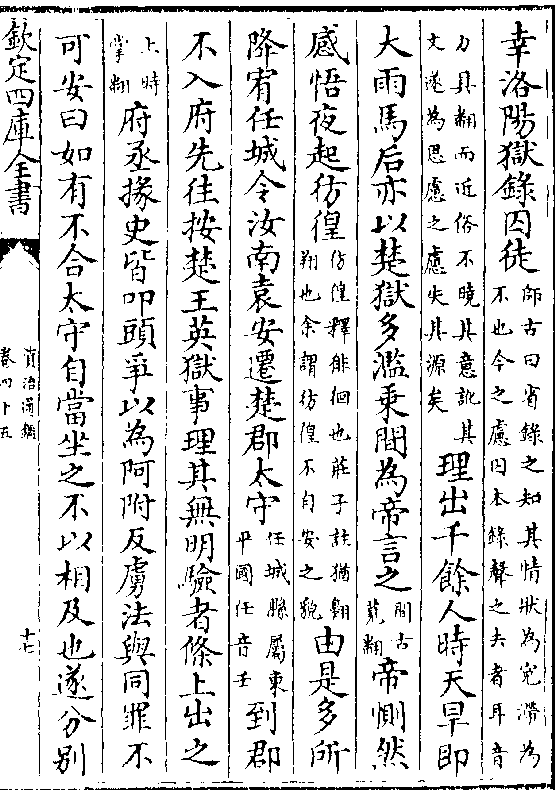 幸洛陽獄錄囚徒師古曰省錄之知其情狀為寃滯為不也今之慮囚本錄聲之去者耳音
力具翻而近俗不曉其意訛其文遂為思慮之慮失其源矣理出千餘人時天旱即
大雨馬后亦以楚獄多濫乘間為帝言之間古莧翻帝惻然
感悟夜起彷徨彷徨釋徘徊也莊子註猶翱翔也余謂彷徨不自安之貌由是多所
降宥任城令汝南袁安遷楚郡太守任城縣屬東平國任音壬到郡
不入府先往按楚王英獄事理其無明驗者條上出之
上時掌翻府丞掾史皆叩頭爭以為阿附反虜法與同罪不
可安曰如有不合太守自當坐之不以相及也遂分別
欽定四庫全書
資治通鑑
卷四十五
十七